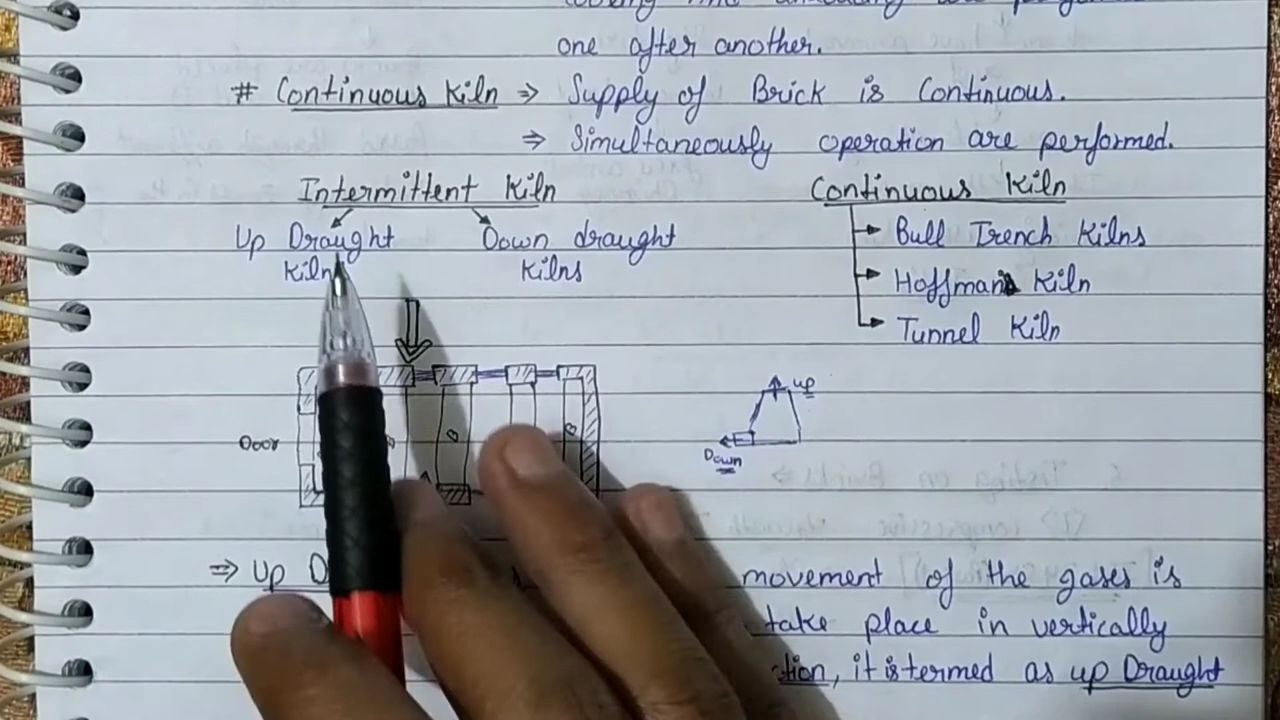 one after another.
# Continuous Kiln ⇒ Supply of Brick is Continuous.
⇒ Simultaneously operation are performed.
Intermittent Kiln
Up Draught Kilns
Down draught Kilns
Continuous Kiln
Bull Trench Kilns
Hoffman Kiln
Tunnel Kiln
Door
up
Down
⇒ Up
movement of the gases is
take place in vertically
, it is termed as up Draught